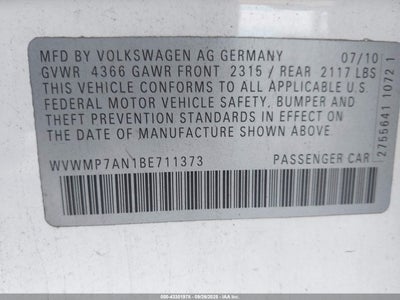 MFD BY VOLKSWAGEN AG GERMANY 07/10
GVWR 4366 GAWR FRONT 2315 / REAR 2117 LBS
THIS VEHICLE CONFORMS TO ALL APPLICABLE U.S.
FEDERAL MOTOR VEHICLE SAFETY, BUMPER AND
THEFT PREVENTION STANDARDS IN EFFECT ON THE
DATE OF MANUFACTURE SHOWN ABOVE.
WVWMP7AN1BE711373 PASSENGER CAR
2755641 1072 1